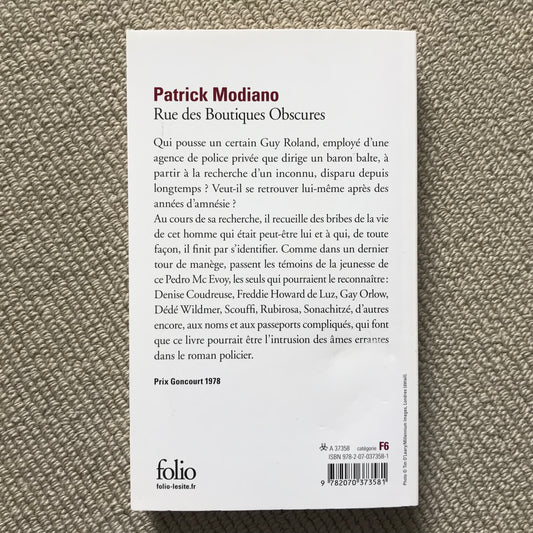 Patrick Modiano
Rue des Boutiques Obscures
Qui pousse un certain Guy Roland, employé d'une
agence de police privée que dirige un baron balte, à
partir à la recherche d'un inconnu, disparu depuis
longtemps ? Veut-il se retrouver lui-même après des
années d'amnésie ?
Au cours de sa recherche, il recueille des bribes de la vie
de cet homme qui était peut-être lui et à qui, de toute
façon, il finit par s'identifier. Comme dans un dernier
tour de manège, passent les témoins de la jeunesse de
ce Pedro Mc Evoy, les seuls qui pourraient le reconnaître :
Denise Coudreuse, Freddie Howard de Luz, Gay Orlow,
Dédé Wildmer, Scouffi, Rubirosa, Sonachitzé, d'autres
encore, aux noms et aux passeports compliqués, qui font
que ce livre pourrait être l'intrusion des âmes errantes
dans le roman policier.
Prix Goncourt 1978
A 37358 catégorie F6
ISBN 978-2-07-037358-1
9 782070 373581
folio
folio-lesite.fr
Photo © Tim O'Leary/Millennium Images, Londres (détail).